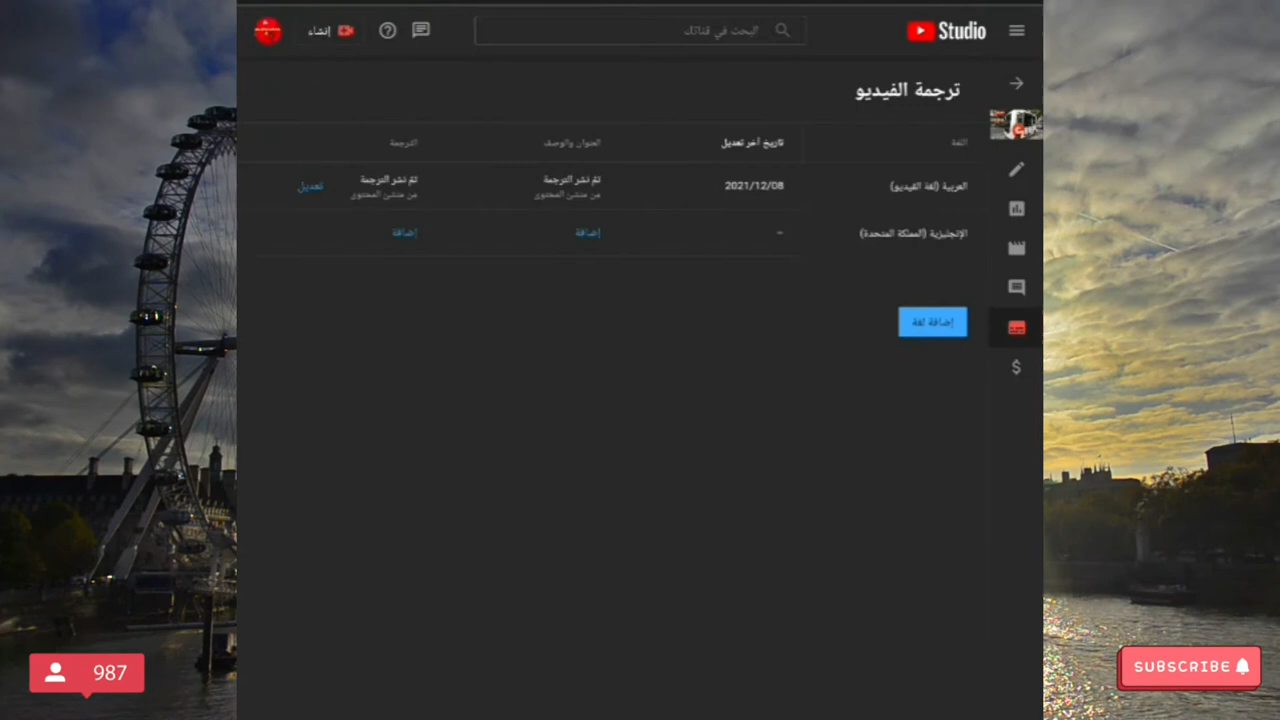 Studio
البحث في قناتك
إنشاء
ترجمة الفيديو
اللغة
تاريخ آخر تعديل
العنوان والوصف
الترجمة
العربية (لغة الفيديو)
2021/12/08
تمّ نشر الترجمة
من منشئ المحتوى
تمّ نشر الترجمة
من منشئ المحتوى
تعديل
الإنجليزية (المملكة المتحدة)
–
إضافة
إضافة
إضافة لغة
987
SUBSCRIBE